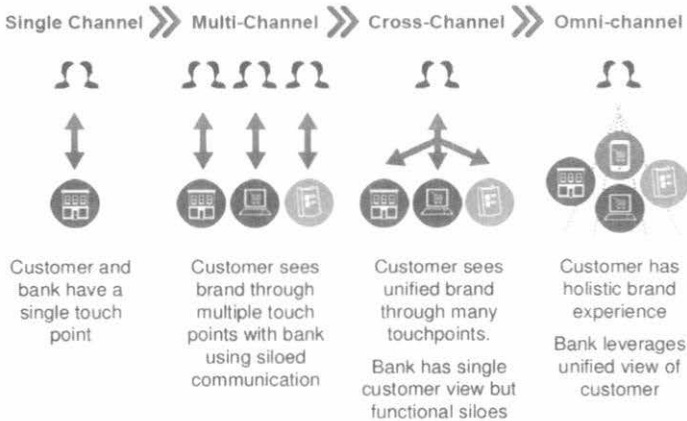 Single Channel
Multi-Channel
Cross-Channel
Omni-channel
Customer and
bank have a
single touch
point
Customer sees
brand through
multiple touch
points with bank
using siloed
communication
Customer sees
unified brand
through many
touchpoints.
Bank has single
customer view but
functional siloes
Customer has
holistic brand
experience
Bank leverages
unified view of
customer